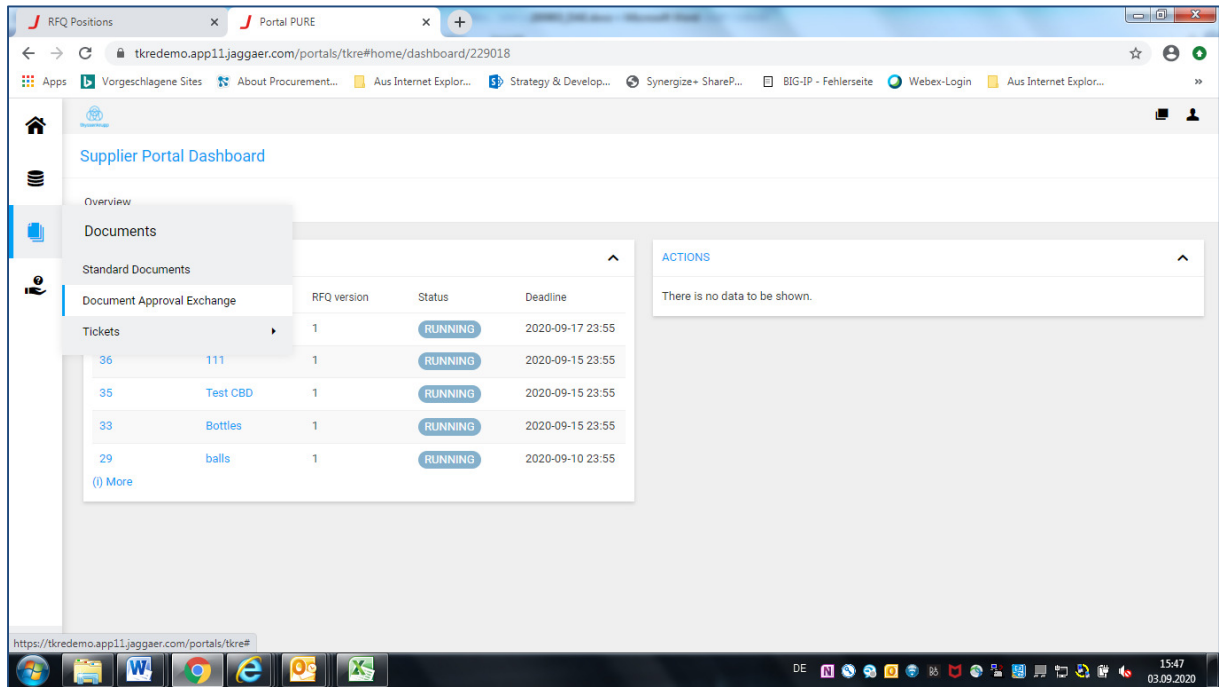 RFQ Positions
Portal PURE
tkredemo.app11.jaggaer.com/portals/tkre#home/dashboard/229018
Apps Vorgeschlagene Sites About Procurement... Aus Internet Explor... Strategy & Develop... Synergize+ ShareP... BIG-IP - Fehlerseite Webex-Login Aus Internet Explor... »
Supplier Portal Dashboard
Overview
Documents
Standard Documents
Document Approval Exchange
Tickets
ACTIONS
There is no data to be shown.
RFQ version Status Deadline
1 RUNNING 2020-09-17 23:55
36 111 1 RUNNING 2020-09-15 23:55
35 Test CBD 1 RUNNING 2020-09-15 23:55
33 Bottles 1 RUNNING 2020-09-15 23:55
29 balls 1 RUNNING 2020-09-10 23:55
(i) More
https://tkredemo.app11.jaggaer.com/portals/tkre#
DE
15:47
03.09.2020